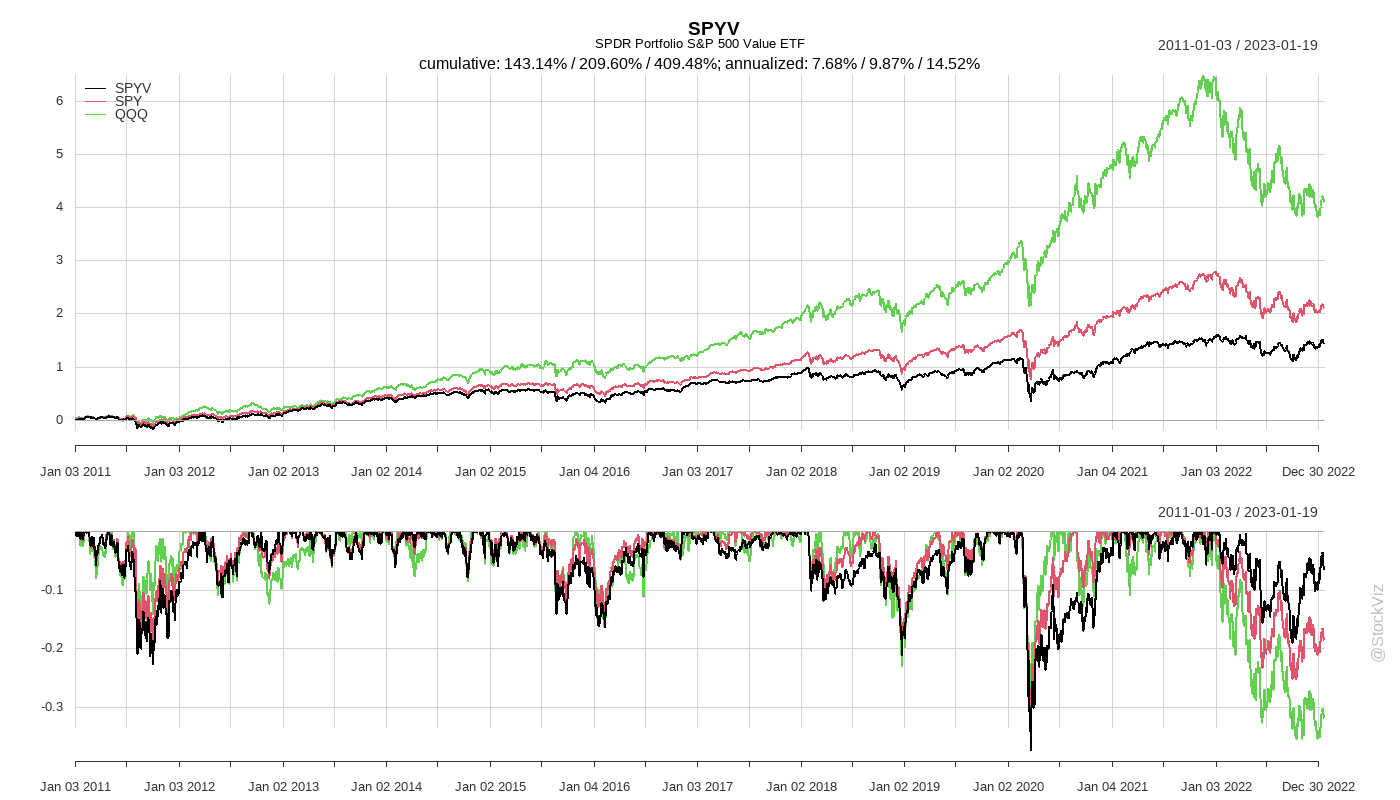 SPYV
SPDR Portfolio S&P 500 Value ETF
2011-01-03 / 2023-01-19
cumulative: 143.14% / 209.60% / 409.48%; annualized: 7.68% / 9.87% / 14.52%
SPYV
SPY
QQQ
6
5
4
3
2
1
0
Jan 03 2011 Jan 03 2012 Jan 02 2013 Jan 02 2014 Jan 02 2015 Jan 04 2016 Jan 03 2017 Jan 02 2018 Jan 02 2019 Jan 02 2020 Jan 04 2021 Jan 03 2022 Dec 30 2022
2011-01-03 / 2023-01-19
-0.1
-0.2
-0.3
Jan 03 2011 Jan 03 2012 Jan 02 2013 Jan 02 2014 Jan 02 2015 Jan 04 2016 Jan 03 2017 Jan 02 2018 Jan 02 2019 Jan 02 2020 Jan 04 2021 Jan 03 2022 Dec 30 2022
@StockViz